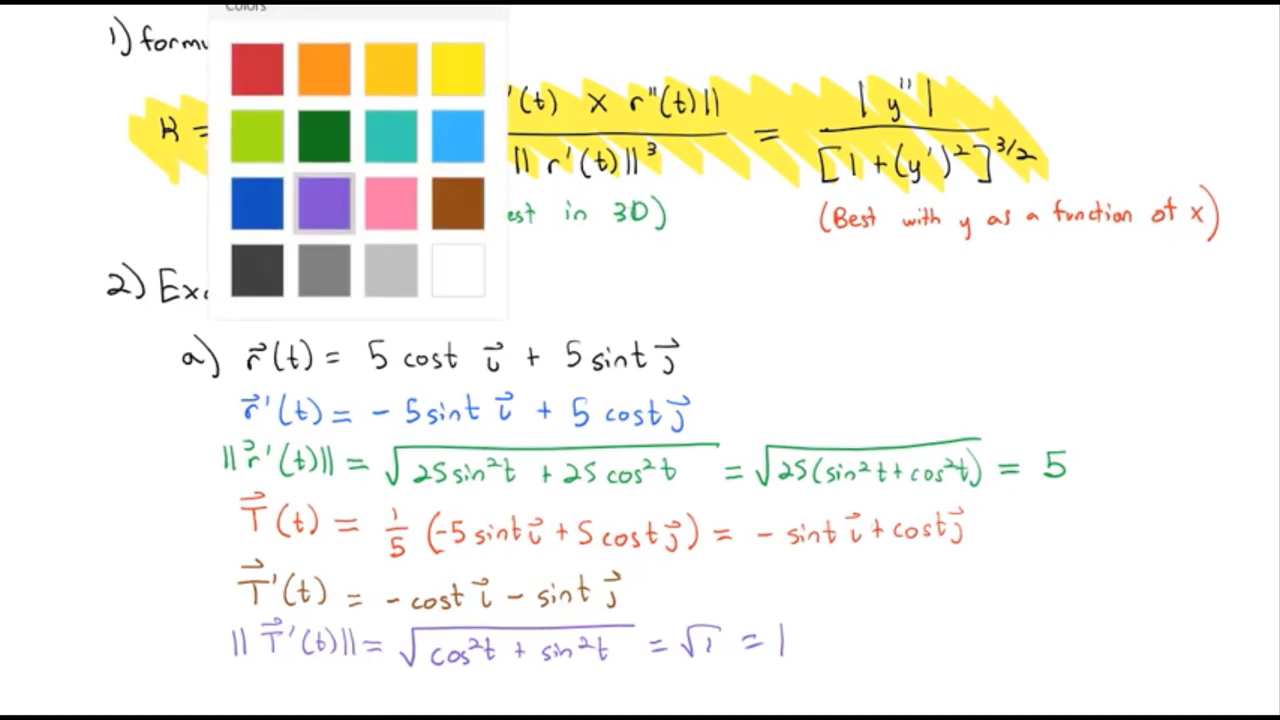 Colors
1) formu
K = '(t) × r"(t)|| / || r'(t)||³ = | y'' | / [1+(y')²]^3/2
est in 3D) (Best with y as a function of x)
2) Exa
a) r⃗(t) = 5 cost i⃗ + 5 sint j⃗
r⃗'(t) = - 5 sint i⃗ + 5 cost j⃗
||r⃗'(t)|| = √(25 sin²t + 25 cos²t) = √(25(sin²t + cos²t)) = 5
T⃗(t) = 1/5 (-5 sint i⃗ + 5 cost j⃗) = - sint i⃗ + cost j⃗
T⃗'(t) = - cost i⃗ - sint j⃗
|| T⃗'(t)|| = √(cos²t + sin²t) = √1 = 1